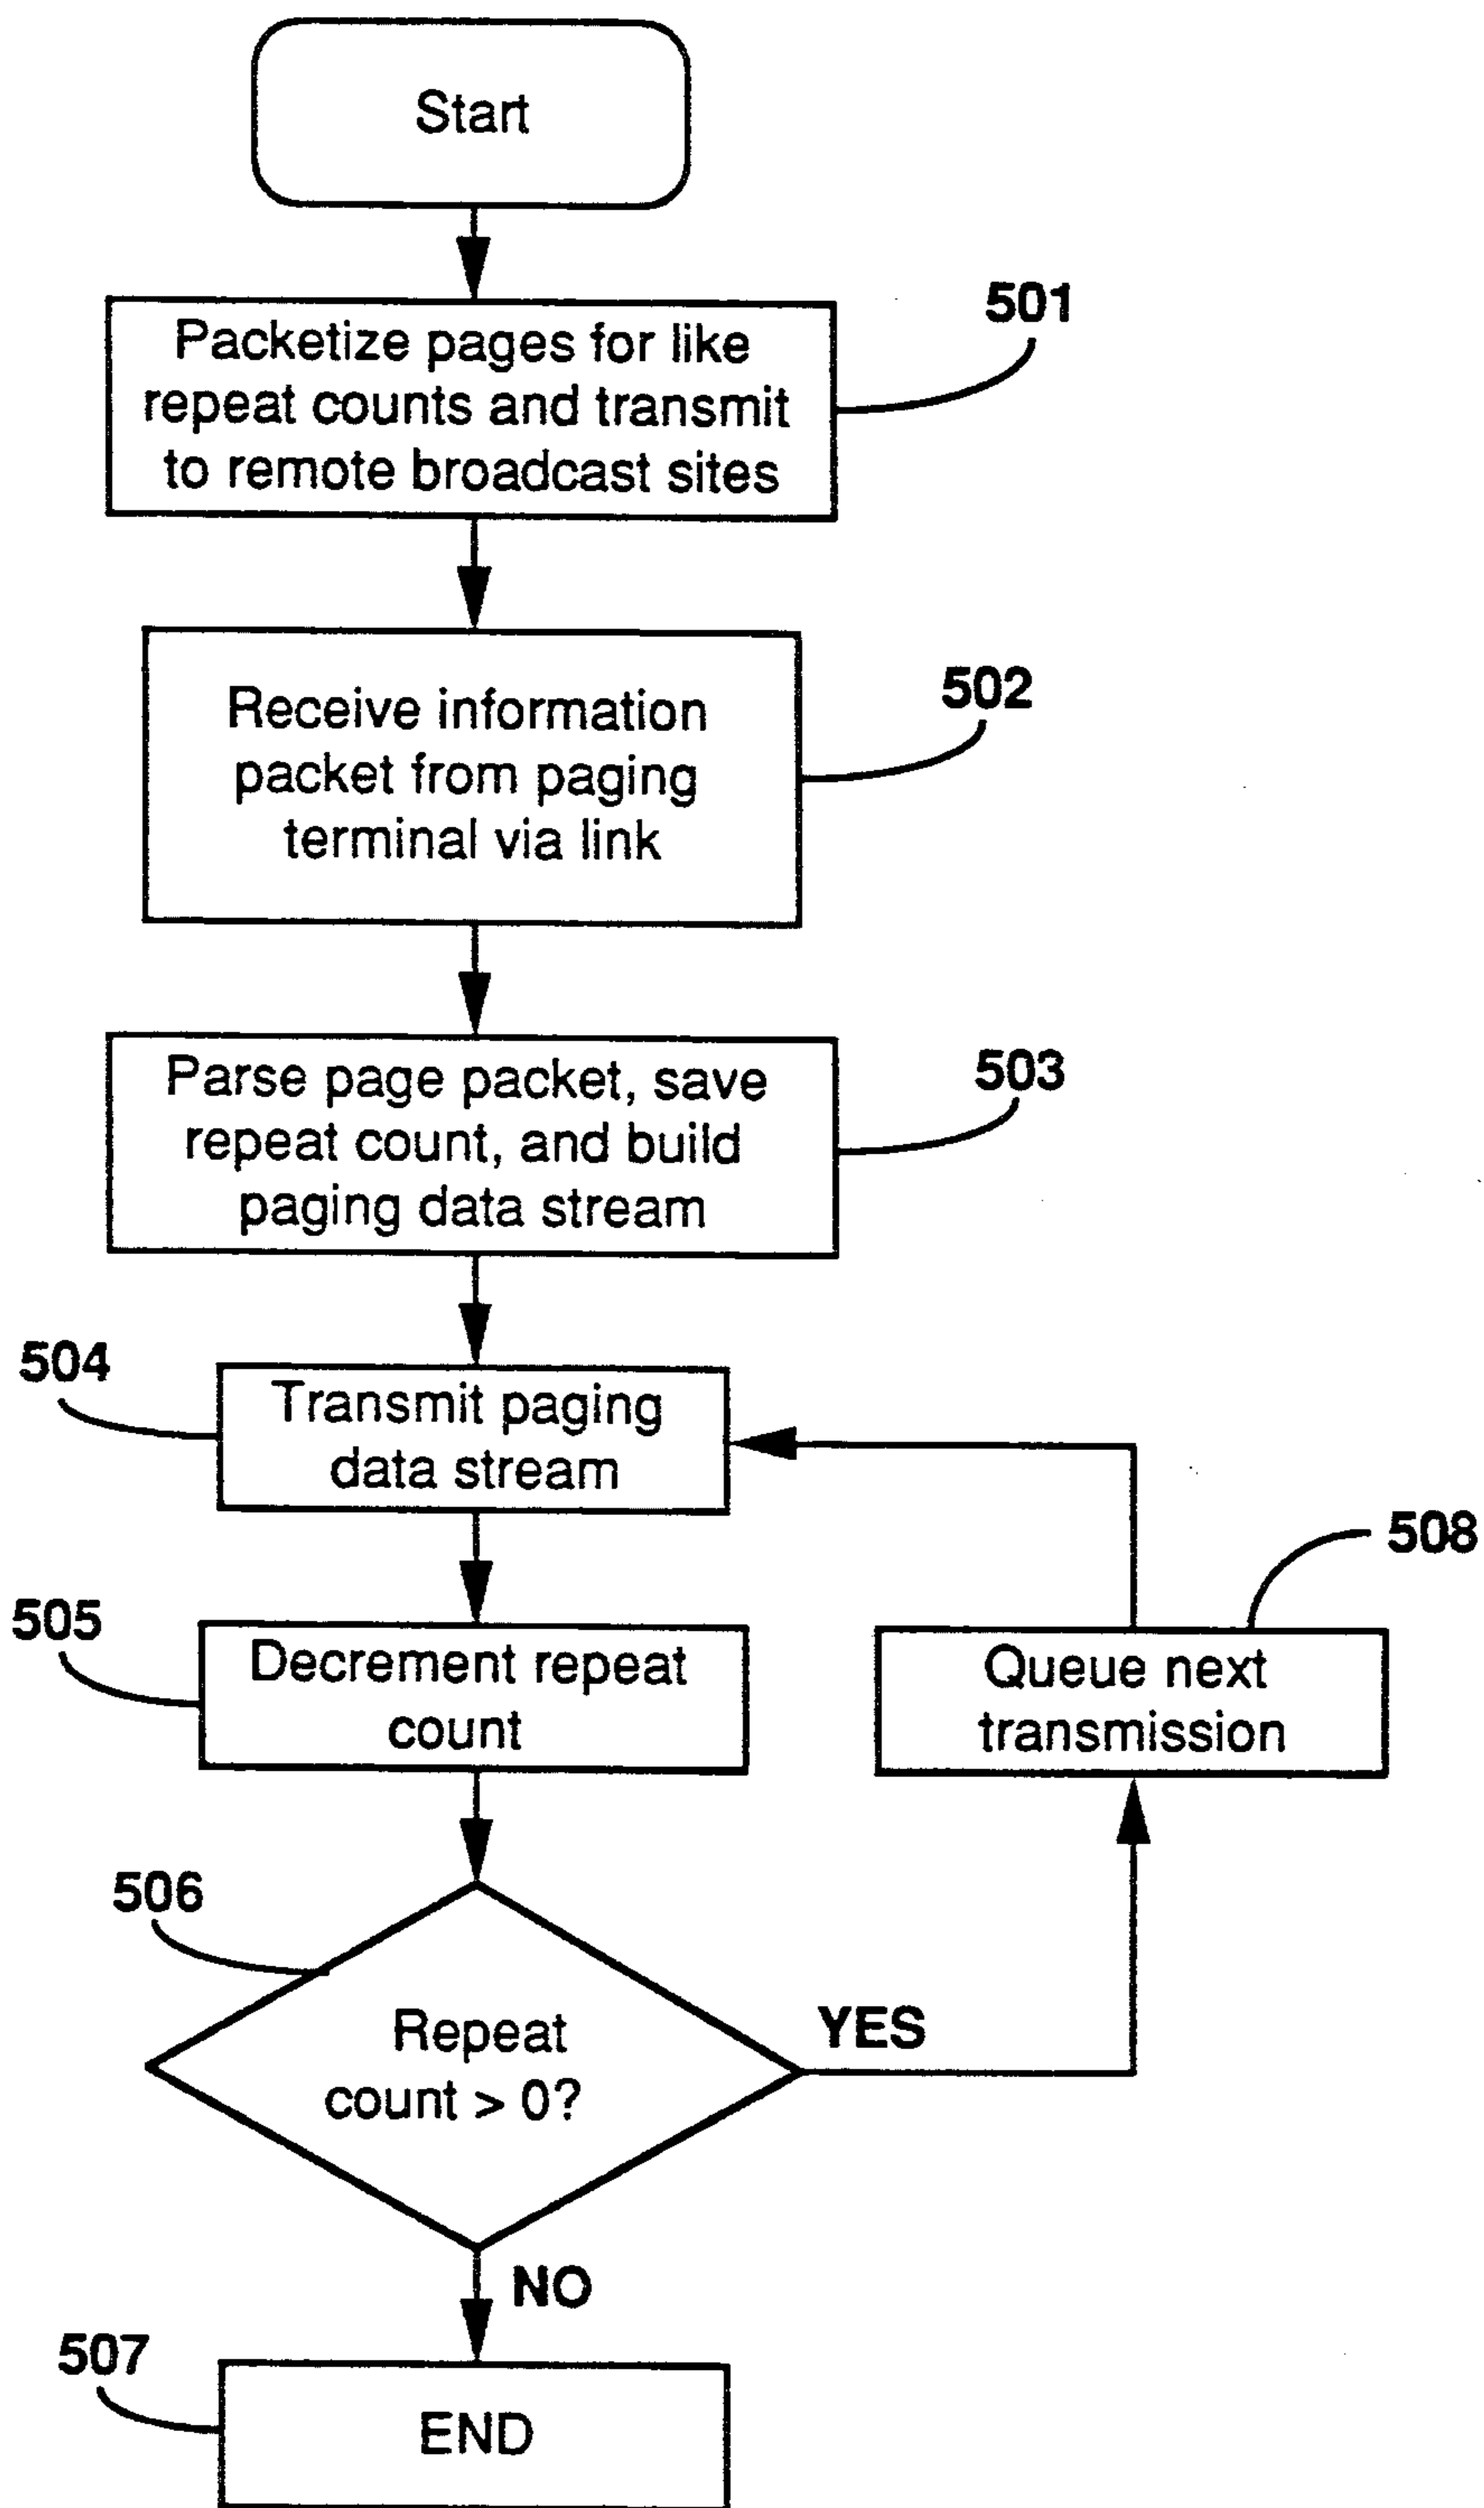 Start
501
Packetize pages for like
repeat counts and transmit
to remote broadcast sites
502
Receive information
packet from paging
terminal via link
503
Parse page packet, save
repeat count, and build
paging data stream
504
Transmit paging
data stream
508
505
Decrement repeat
count
Queue next
transmission
506
Repeat
count > 0?
YES
NO
507
END